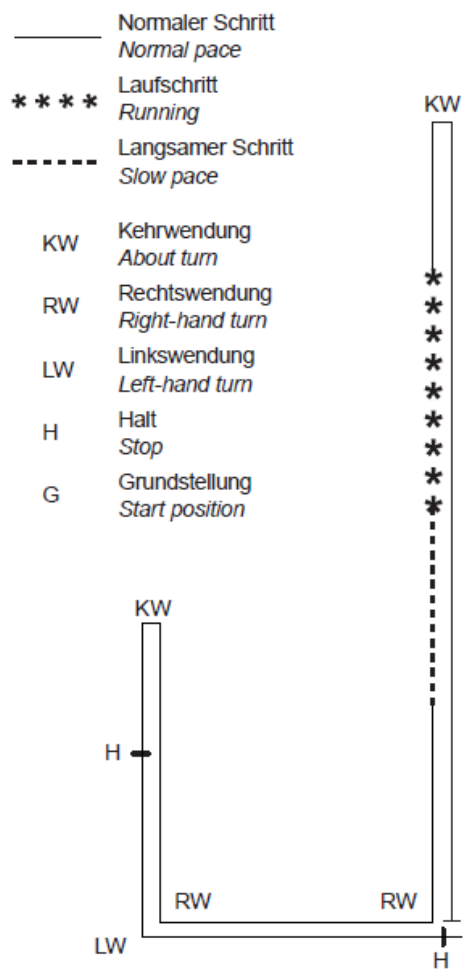 Normaler Schritt
Normal pace
Laufschritt
Running
Langsamer Schritt
Slow pace
KW Kehrwendung
About turn
RW Rechtswendung
Right-hand turn
LW Linkswendung
Left-hand turn
H Halt
Stop
G Grundstellung
Start position
KW
KW
H
RW RW
LW
H